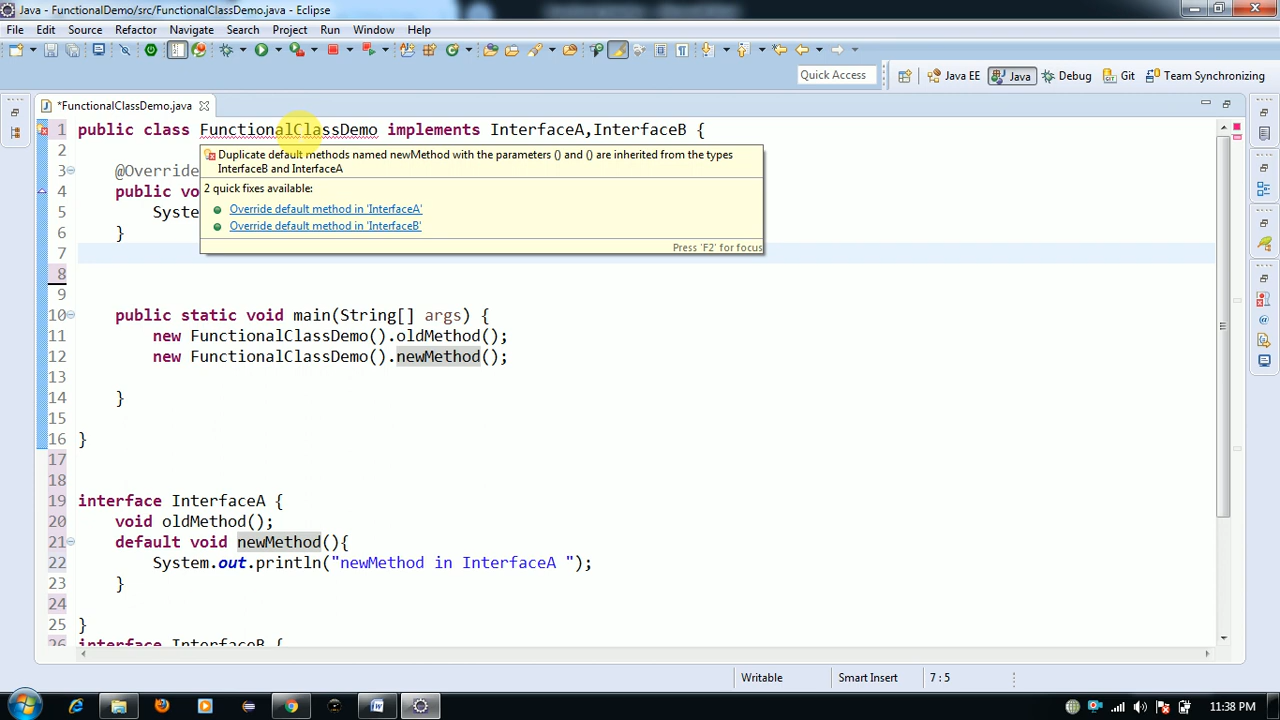 Java - FunctionalDemo/src/FunctionalClassDemo.java - Eclipse
File Edit Source Refactor Navigate Search Project Run Window Help
Quick Access Java EE Java Debug Git Team Synchronizing
*FunctionalClassDemo.java
1 public class FunctionalClassDemo implements InterfaceA,InterfaceB {
2
3 @Override
4 public vo
5 Syste
6 }
7
8
9
10 public static void main(String[] args) {
11 new FunctionalClassDemo().oldMethod();
12 new FunctionalClassDemo().newMethod();
13
14 }
15
16 }
17
18
19 interface InterfaceA {
20 void oldMethod();
21 default void newMethod(){
22 System.out.println("newMethod in InterfaceA ");
23 }
24
25 }
26 interface InterfaceB {
Duplicate default methods named newMethod with the parameters () and () are inherited from the types
InterfaceB and InterfaceA
2 quick fixes available:
Override default method in 'InterfaceA'
Override default method in 'InterfaceB'
Press 'F2' for focus
Writable Smart Insert 7 : 5
11:38 PM